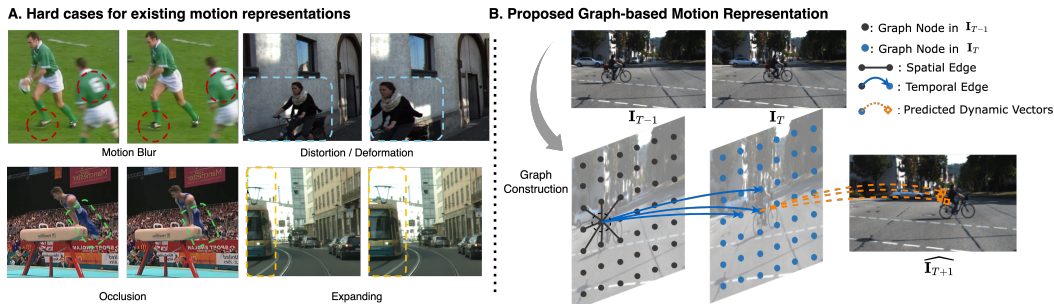 A. Hard cases for existing motion representations
Motion Blur
Distortion / Deformation
Occlusion
Expanding
B. Proposed Graph-based Motion Representation
: Graph Node in I_{T-1}
: Graph Node in I_T
: Spatial Edge
: Temporal Edge
: Predicted Dynamic Vectors
I_{T-1}
I_T
Graph
Construction
\widehat{I_{T+1}}